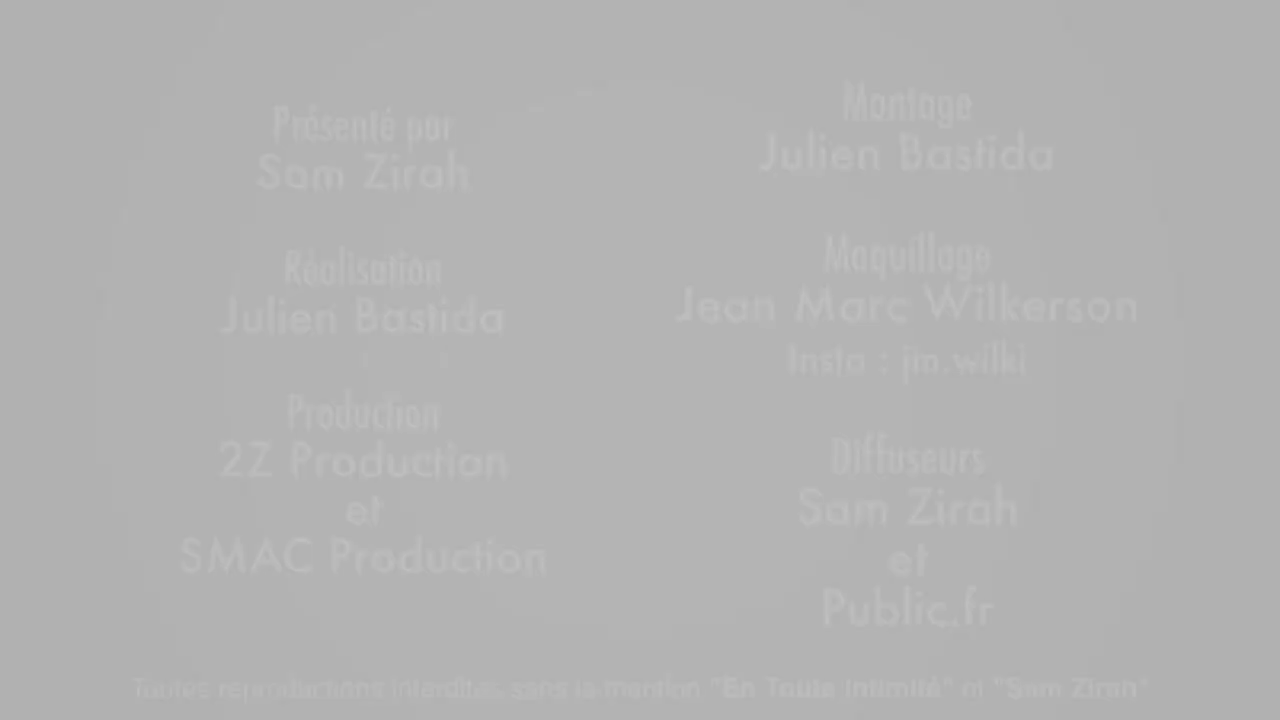 Présenté par
Sam Zirah
Réalisation
Julien Bastida
Production
2Z Production
et
SMAC Production
Montage
Julien Bastida
Maquillage
Jean Marc Wilkerson
Insta : jm.wilki
Diffuseurs
Sam Zirah
et
Public.fr
Toutes reproductions interdites sans la mention "En Toute Intimité" et "Sam Zirah"